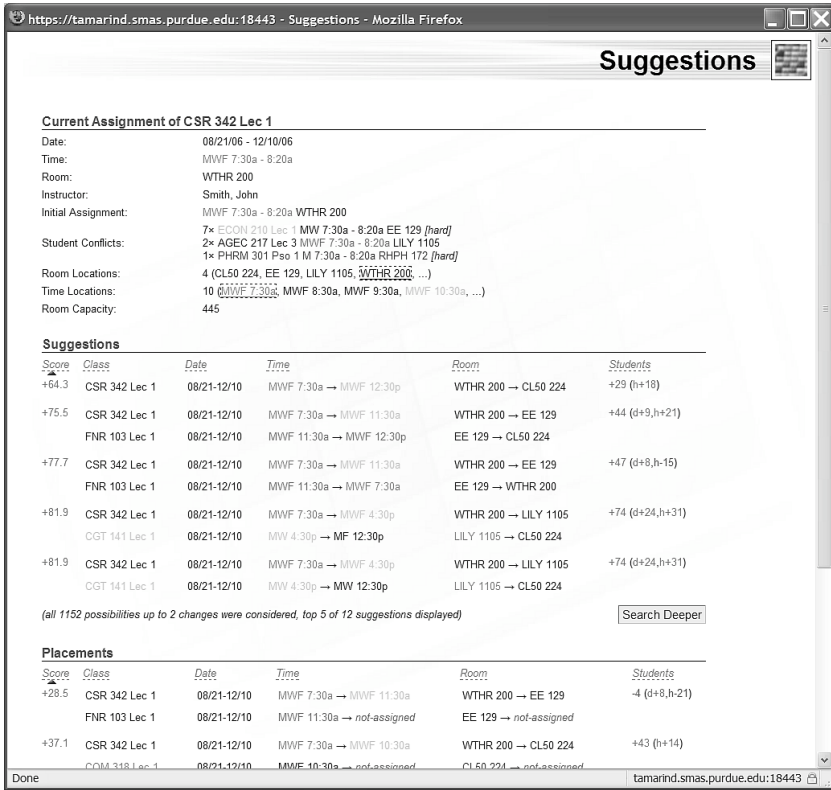 https://tamarind.smas.purdue.edu:18443 - Suggestions - Mozilla Firefox
Suggestions
Current Assignment of CSR 342 Lec 1
Date: 08/21/06 - 12/10/06
Time: MWF 7:30a - 8:20a
Room: WTHR 200
Instructor: Smith, John
Initial Assignment: MWF 7:30a - 8:20a WTHR 200
7× ECON 210 Lec 1 MW 7:30a - 8:20a EE 129 [hard]
Student Conflicts: 2× AGEC 217 Lec 3 MWF 7:30a - 8:20a LILY 1105
1× PHRM 301 Pso 1 M 7:30a - 8:20a RHPH 172 [hard]
Room Locations: 4 (CL50 224, EE 129, LILY 1105, WTHR 200, ...)
Time Locations: 10 (MWF 7:30a, MWF 8:30a, MWF 9:30a, MWF 10:30a, ...)
Room Capacity: 445
Suggestions
Score Class Date Time Room Students
+64.3 CSR 342 Lec 1 08/21-12/10 MWF 7:30a → MWF 12:30p WTHR 200 → CL50 224 +29 (h+18)
+75.5 CSR 342 Lec 1 08/21-12/10 MWF 7:30a → MWF 11:30a WTHR 200 → EE 129 +44 (d+9,h+21)
FNR 103 Lec 1 08/21-12/10 MWF 11:30a → MWF 12:30p EE 129 → CL50 224
+77.7 CSR 342 Lec 1 08/21-12/10 MWF 7:30a → MWF 11:30a WTHR 200 → EE 129 +47 (d+8,h-15)
FNR 103 Lec 1 08/21-12/10 MWF 11:30a → MWF 7:30a EE 129 → WTHR 200
+81.9 CSR 342 Lec 1 08/21-12/10 MWF 7:30a → MWF 4:30p WTHR 200 → LILY 1105 +74 (d+24,h+31)
CGT 141 Lec 1 08/21-12/10 MW 4:30p → MF 12:30p LILY 1105 → CL50 224
+81.9 CSR 342 Lec 1 08/21-12/10 MWF 7:30a → MWF 4:30p WTHR 200 → LILY 1105 +74 (d+24,h+31)
CGT 141 Lec 1 08/21-12/10 MW 4:30p → MW 12:30p LILY 1105 → CL50 224
(all 1152 possibilities up to 2 changes were considered, top 5 of 12 suggestions displayed) Search Deeper
Placements
Score Class Date Time Room Students
+28.5 CSR 342 Lec 1 08/21-12/10 MWF 7:30a → MWF 11:30a WTHR 200 → EE 129 -4 (d+8,h-21)
FNR 103 Lec 1 08/21-12/10 MWF 11:30a → not-assigned EE 129 → not-assigned
+37.1 CSR 342 Lec 1 08/21-12/10 MWF 7:30a → MWF 10:30a WTHR 200 → CL50 224 +43 (h+14)
COM 318 Lec 1 08/21-12/10 MWF 10:30a → not-assigned CL50 224 → not-assigned
Done tamarind.smas.purdue.edu:18443